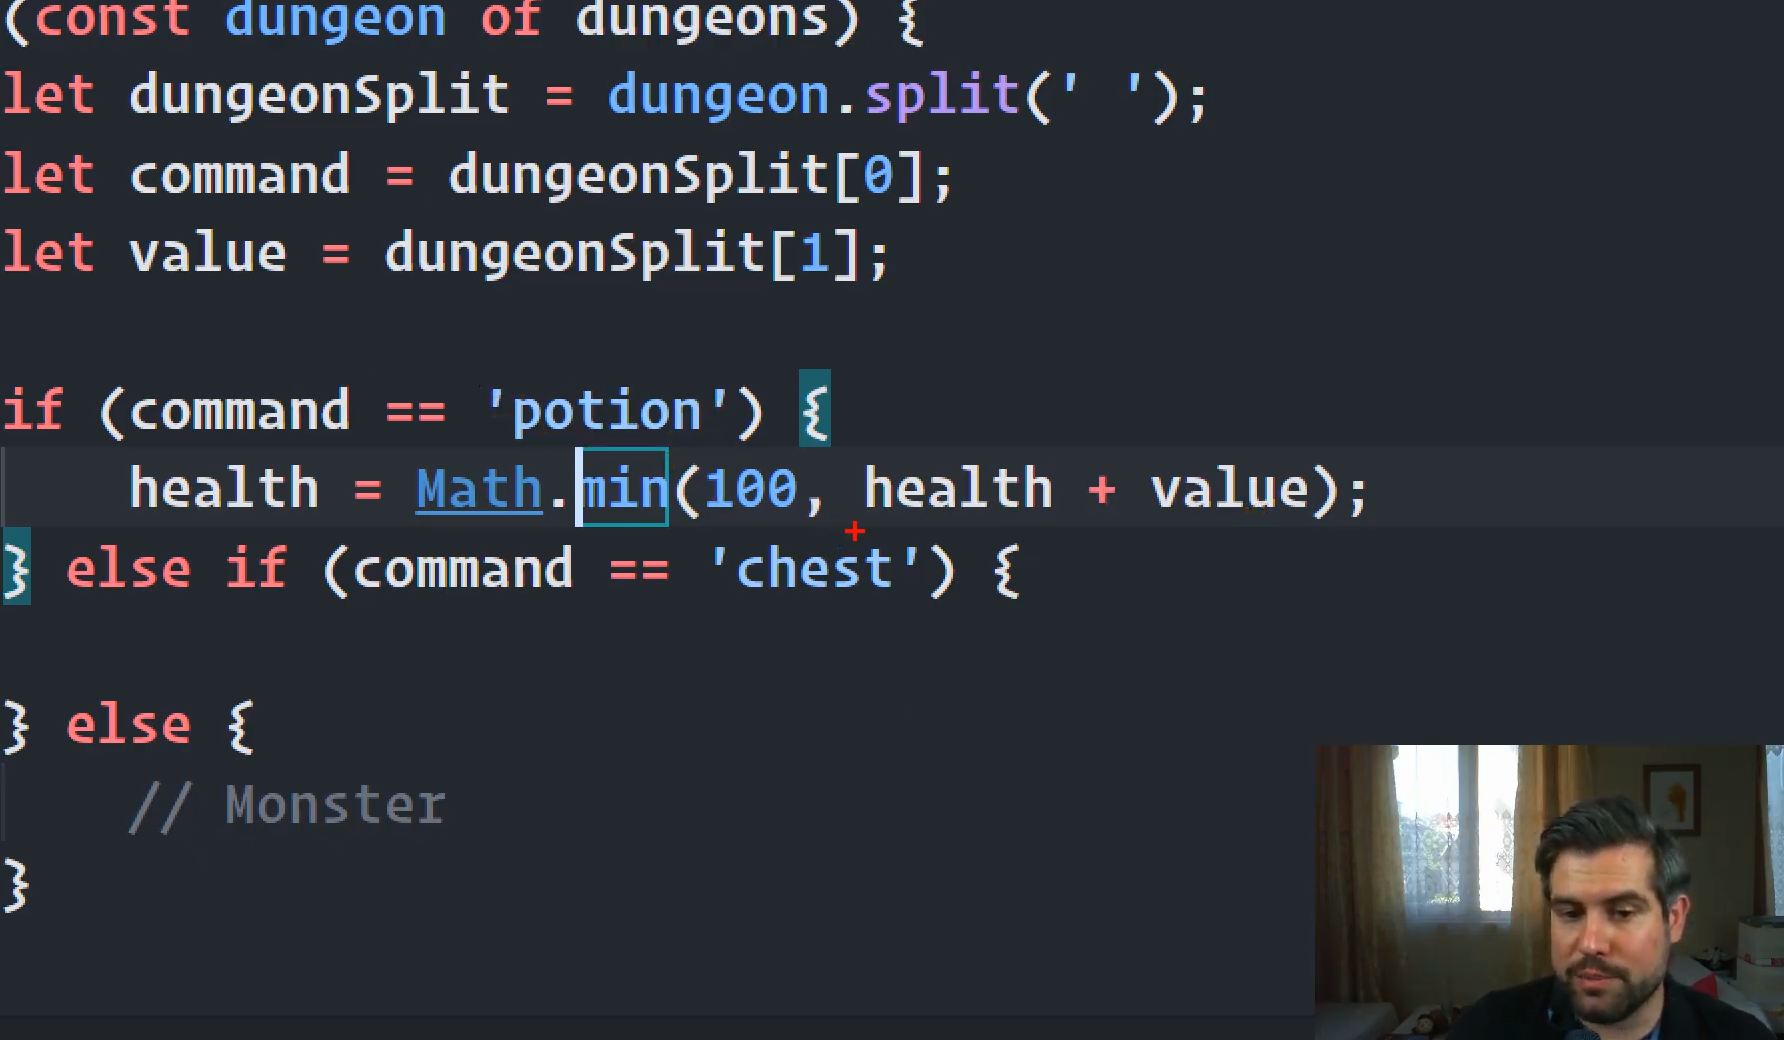 (const dungeon of dungeons) {
let dungeonSplit = dungeon.split(' ');
let command = dungeonSplit[0];
let value = dungeonSplit[1];
if (command == 'potion') {
health = Math.min(100, health + value);
} else if (command == 'chest') {
} else {
// Monster
}